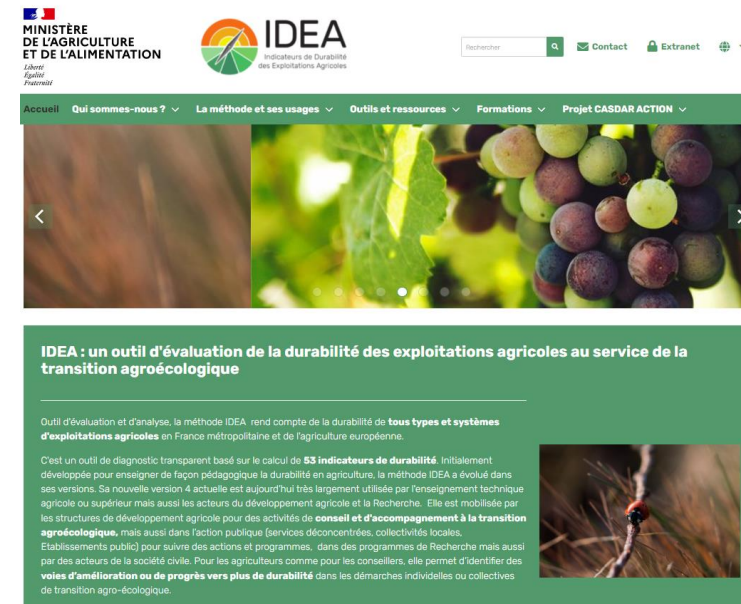 MINISTÈRE
DE L'AGRICULTURE
ET DE L'ALIMENTATION
Liberté
Égalité
Fraternité
IDEA
Indicateurs de Durabilité
des Exploitations Agricoles
Rechercher
Contact
Extranet
Accueil Qui sommes-nous ? La méthode et ses usages Outils et ressources Formations Projet CASDAR ACTION
IDEA : un outil d'évaluation de la durabilité des exploitations agricoles au service de la
transition agroécologique
Outil d'évaluation et d'analyse, la méthode IDEA rend compte de la durabilité de tous types et systèmes
d'exploitations agricoles en France métropolitaine et de l'agriculture européenne.
C'est un outil de diagnostic transparent basé sur le calcul de 53 indicateurs de durabilité. Initialement
développée pour enseigner de façon pédagogique la durabilité en agriculture, la méthode IDEA a évolué dans
ses versions. Sa nouvelle version 4 actuelle est aujourd'hui très largement utilisée par l'enseignement technique
agricole ou supérieur mais aussi les acteurs du développement agricole et la Recherche. Elle est mobilisée par
les structures de développement agricole pour des activités de conseil et d'accompagnement à la transition
agroécologique, mais aussi dans l'action publique (services déconcentrées, collectivités locales,
Etablissements public) pour suivre des actions et programmes, dans des programmes de Recherche mais aussi
par des acteurs de la société civile. Pour les agriculteurs comme pour les conseillers, elle permet d'identifier des
voies d'amélioration ou de progrès vers plus de durabilité dans les démarches individelles ou collectives
de transition agro-écologique.